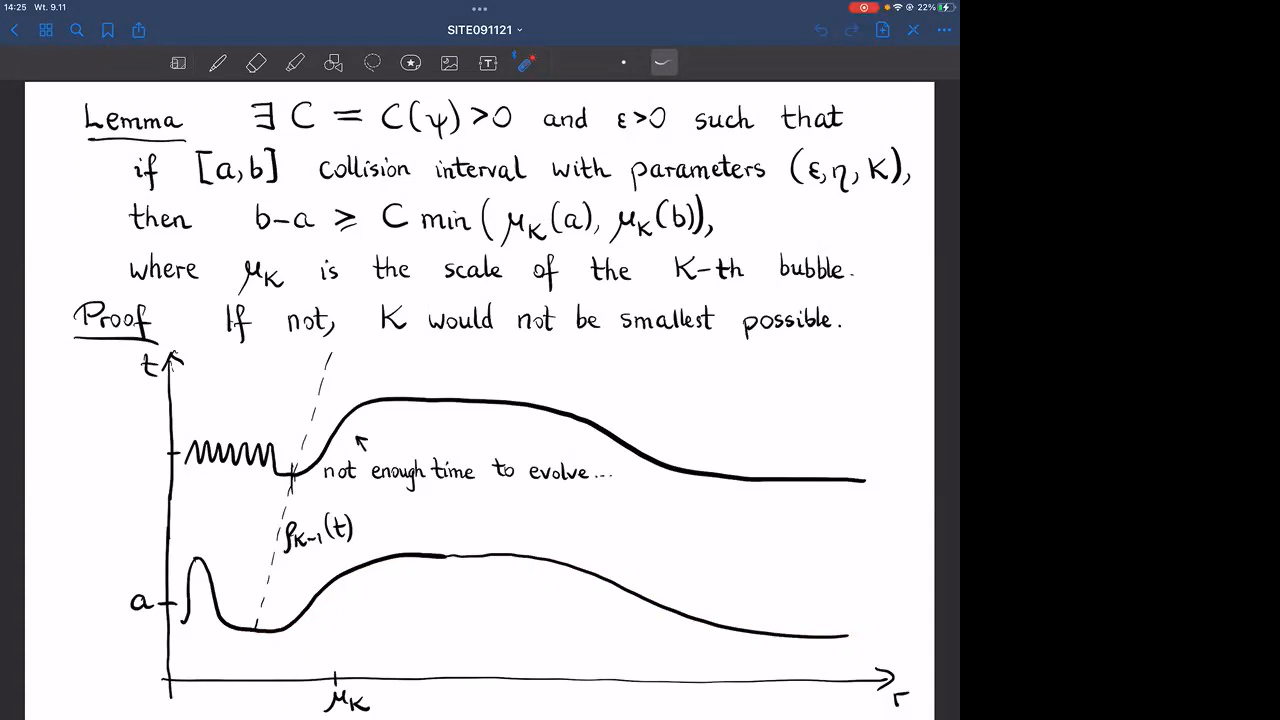 14:25 Wt. 9.11
22%
SITE091121
Lemma ∃ C = C(ψ) > 0 and ε>0 such that
if [a,b] collision interval with parameters (ε, η, K),
then b-a ≥ C min(μ_K(a), μ_K(b)),
where μ_K is the scale of the K-th bubble.
Proof If not, K would not be smallest possible.
t
not enough time to evolve...
ρ_{K-1}(t)
a
μ_K
r